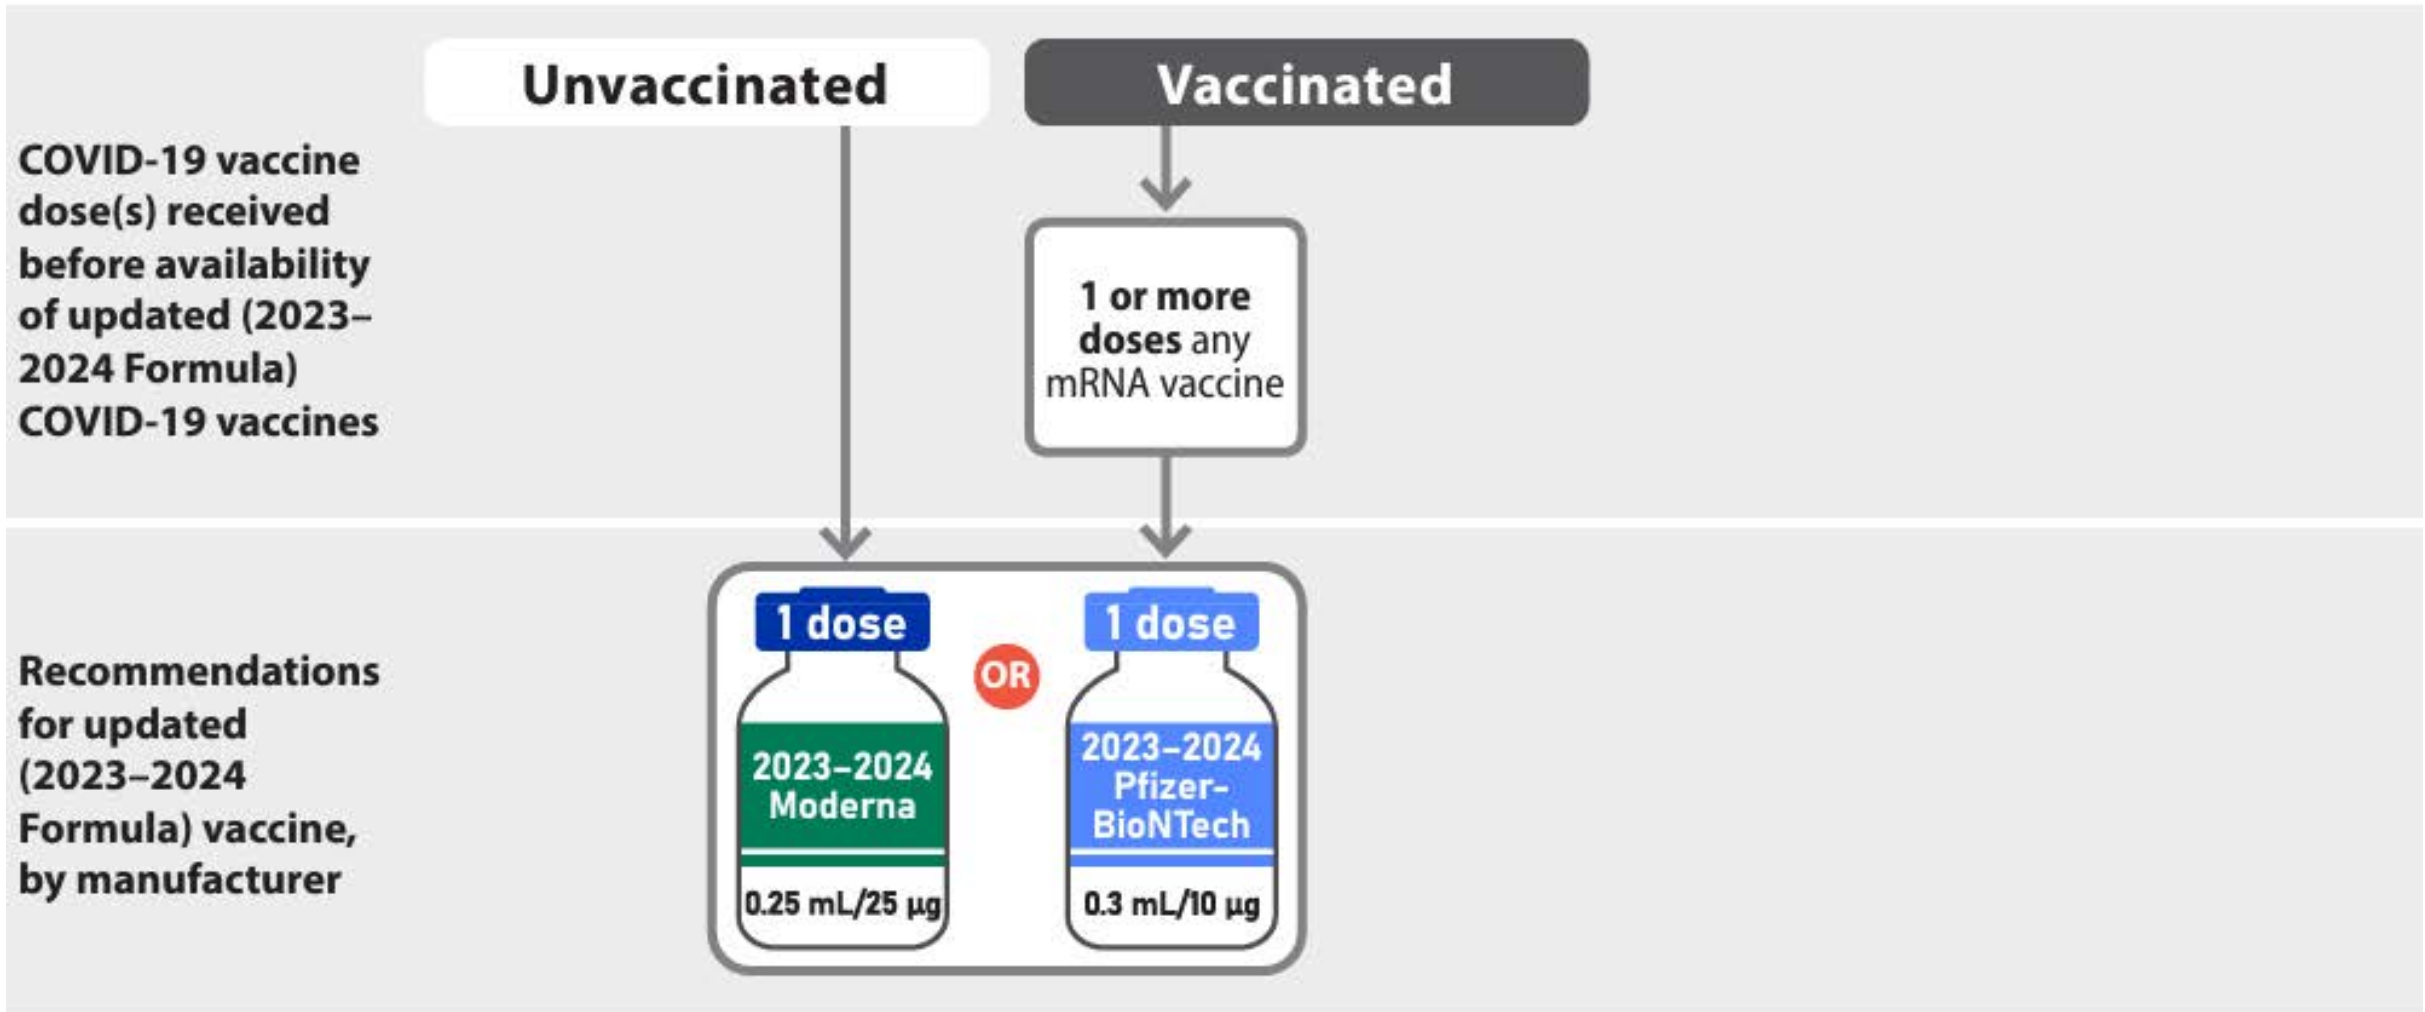 Unvaccinated
Vaccinated
COVID-19 vaccine
dose(s) received
before availability
of updated (2023–
2024 Formula)
COVID-19 vaccines
1 or more
doses any
mRNA vaccine
Recommendations
for updated
(2023–2024
Formula) vaccine,
by manufacturer
1 dose
2023–2024
Moderna
0.25 mL/25 µg
OR
1 dose
2023–2024
Pfizer-
BioNTech
0.3 mL/10 µg